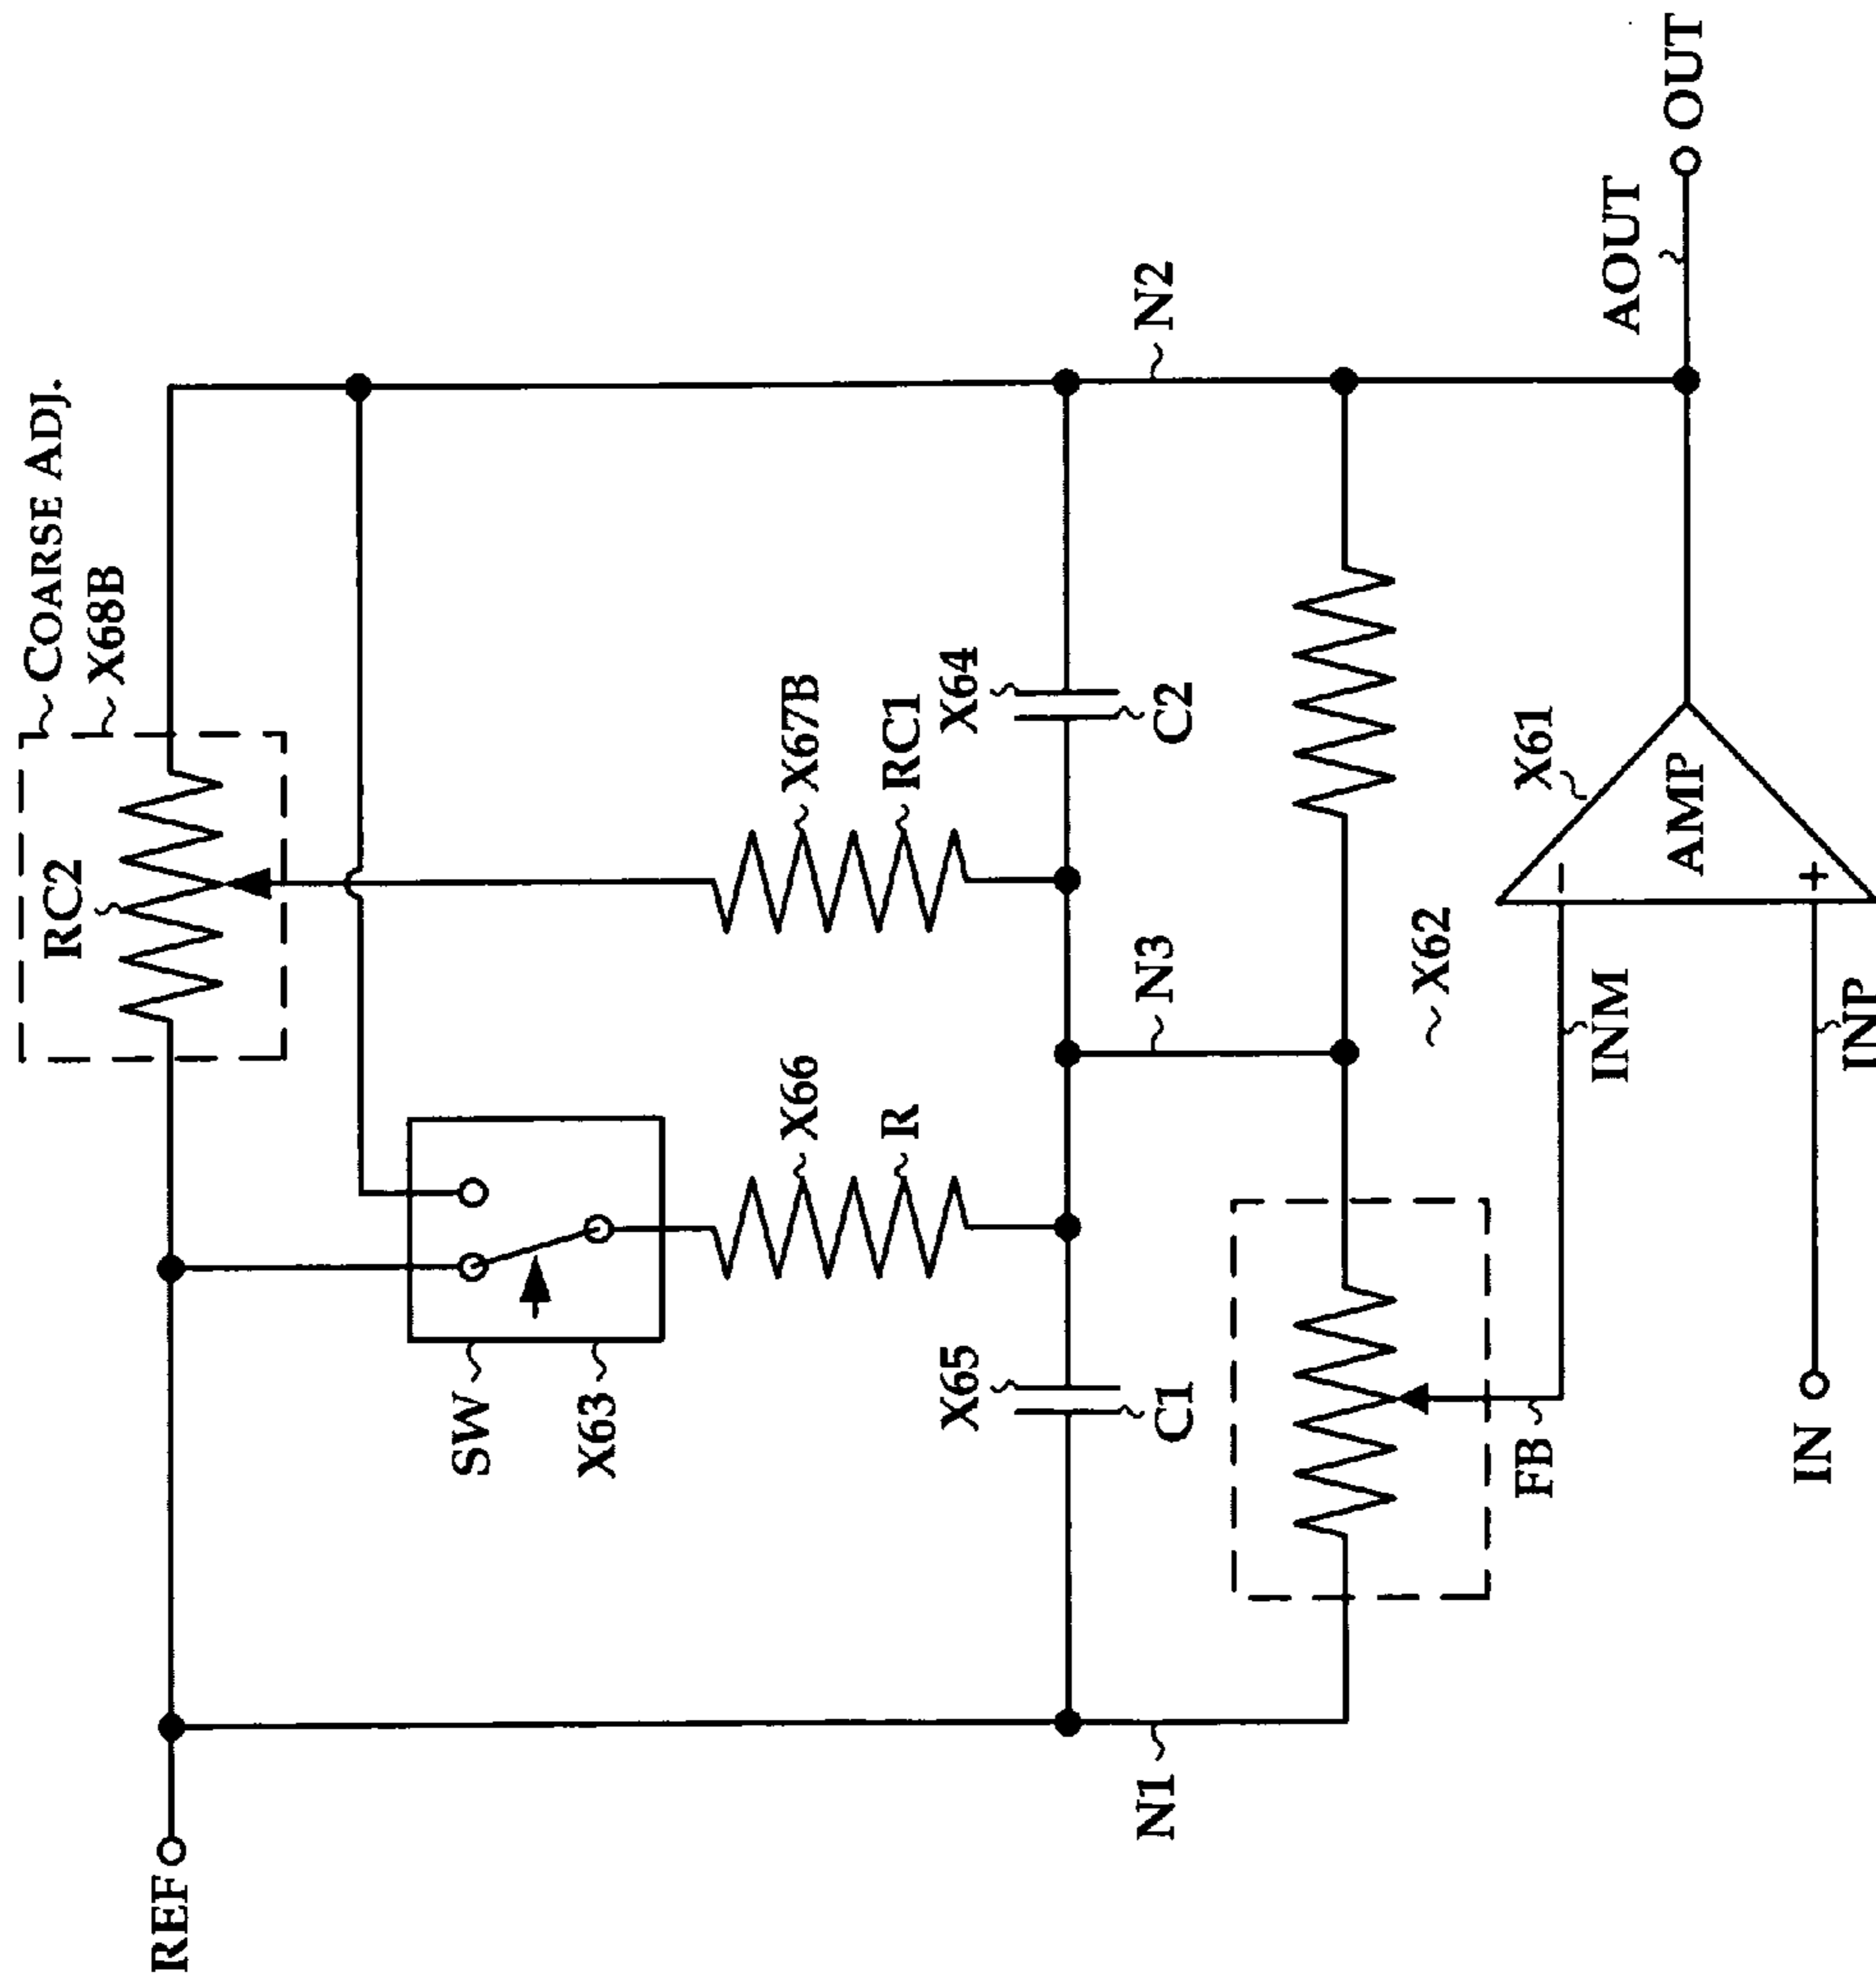 COARSE ADJ.
X68B
RC2
REF
SW
X63
X66
R
X67B
RC1
X65
C1
X64
C2
N1
N3
N2
X62
FB
INM
X61
AMP
−
+
IN
INP
AOUT
OUT